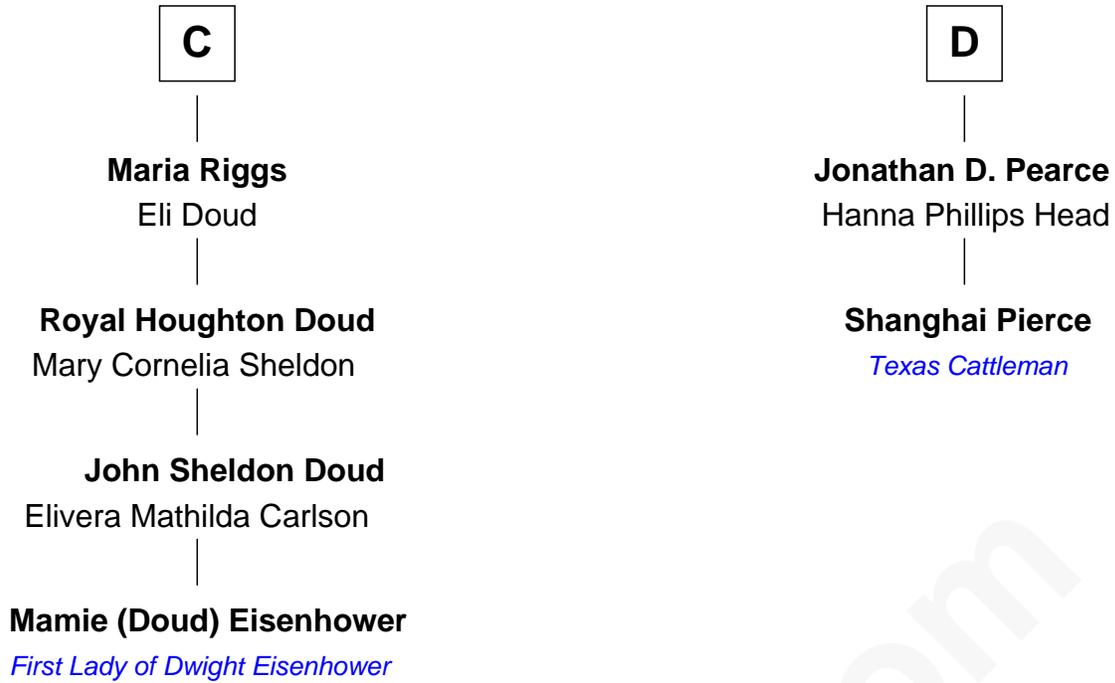 C
Maria Riggs
Eli Doud
Royal Houghton Doud
Mary Cornelia Sheldon
John Sheldon Doud
Elivera Mathilda Carlson
Mamie (Doud) Eisenhower
First Lady of Dwight Eisenhower
D
Jonathan D. Pearce
Hanna Phillips Head
Shanghai Pierce
Texas Cattleman
om